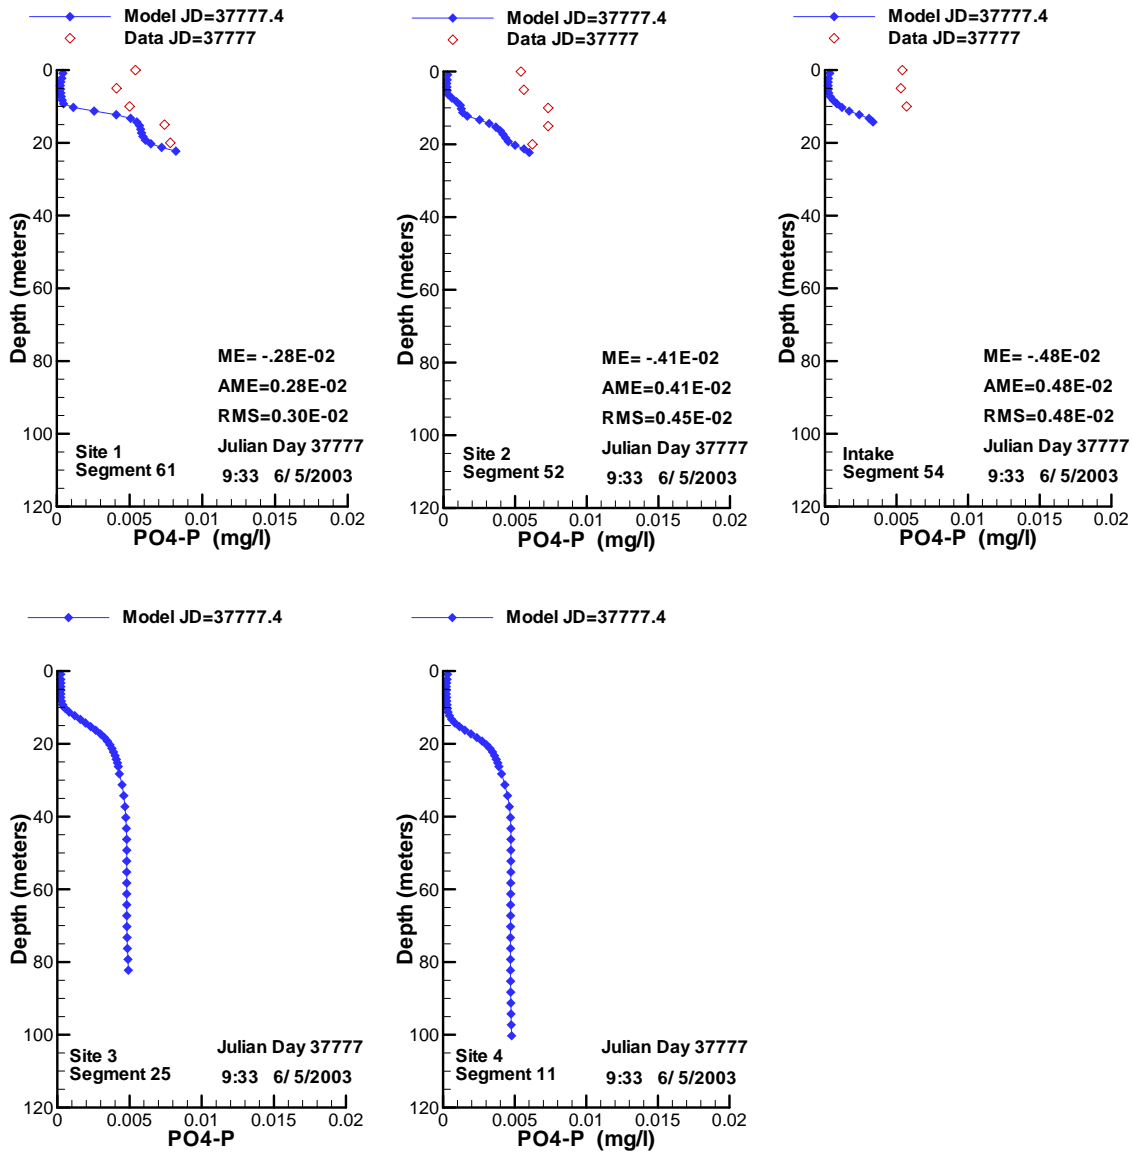 Model JD=37777.4
Data JD=37777
0
20
40
60
80
100
120
Depth (meters)
ME= -.28E-02
AME=0.28E-02
RMS=0.30E-02
Site 1
Segment 61
Julian Day 37777
9:33 6/ 5/2003
0 0.005 0.01 0.015 0.02
PO4-P (mg/l)
Model JD=37777.4
Data JD=37777
0
20
40
60
80
100
120
Depth (meters)
ME= -.41E-02
AME=0.41E-02
RMS=0.45E-02
Site 2
Segment 52
Julian Day 37777
9:33 6/ 5/2003
0 0.005 0.01 0.015 0.02
PO4-P (mg/l)
Model JD=37777.4
Data JD=37777
0
20
40
60
80
100
120
Depth (meters)
ME= -.48E-02
AME=0.48E-02
RMS=0.48E-02
Intake
Segment 54
Julian Day 37777
9:33 6/ 5/2003
0 0.005 0.01 0.015 0.02
PO4-P (mg/l)
Model JD=37777.4
0
20
40
60
80
100
120
Depth (meters)
Site 3
Segment 25
Julian Day 37777
9:33 6/ 5/2003
0 0.005 0.01 0.015 0.02
PO4-P
Model JD=37777.4
0
20
40
60
80
100
120
Depth (meters)
Site 4
Segment 11
Julian Day 37777
9:33 6/ 5/2003
0 0.005 0.01 0.015 0.02
PO4-P (mg/l)